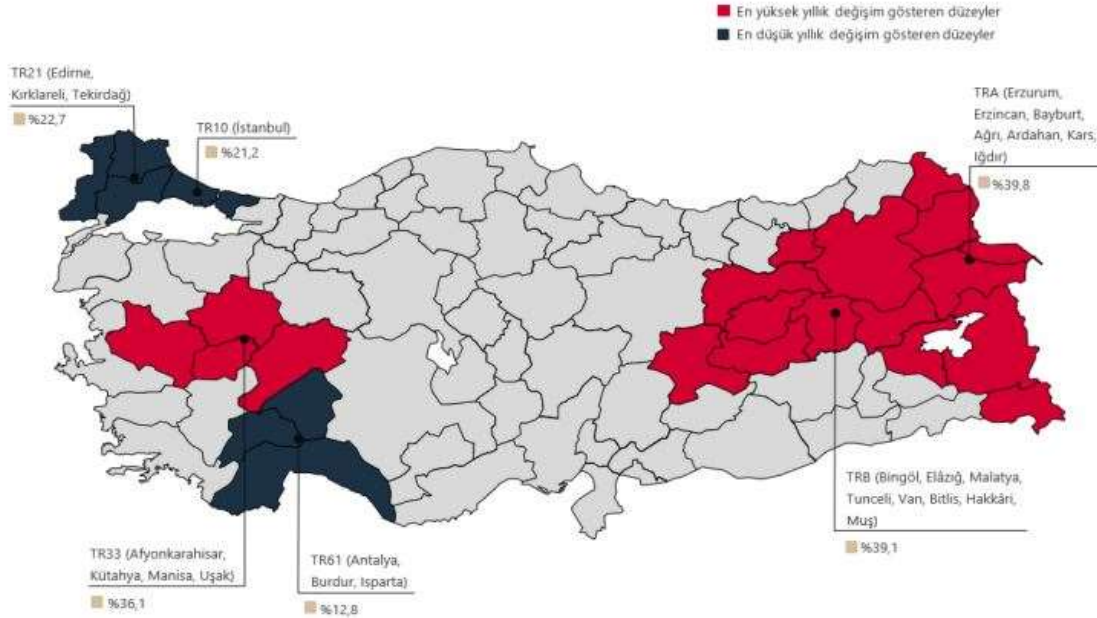 En yüksek yıllık değişim gösteren düzeyler
En düşük yıllık değişim gösteren düzeyler
TR21 (Edirne,
Kırklareli, Tekirdağ)
%22,7
TR10 (İstanbul)
%21,2
TRA (Erzurum,
Erzincan, Bayburt,
Ağrı, Ardahan, Kars,
Iğdır)
%39,8
TRB (Bingöl, Elâzığ, Malatya,
Tunceli, Van, Bitlis, Hakkâri,
Muş)
%39,1
TR33 (Afyonkarahisar,
Kütahya, Manisa, Uşak)
%36,1
TR61 (Antalya,
Burdur, Isparta)
%12,8